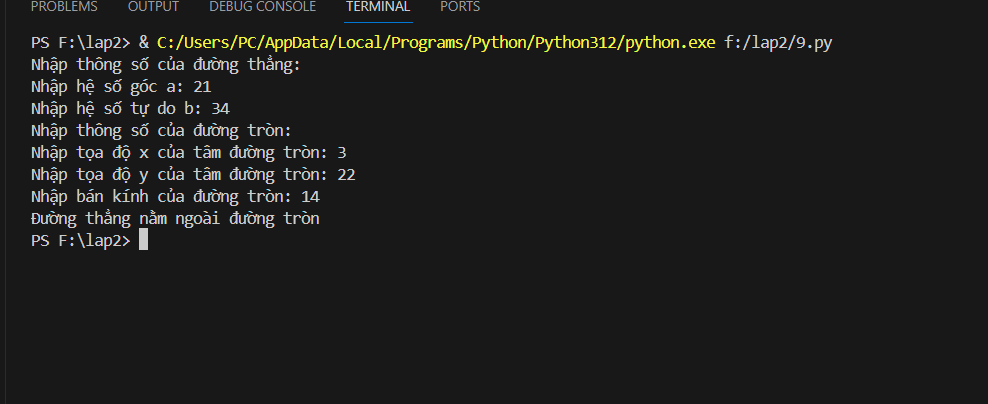 PROBLEMS OUTPUT DEBUG CONSOLE TERMINAL PORTS
PS F:\lap2> & C:/Users/PC/AppData/Local/Programs/Python/Python312/python.exe f:/lap2/9.py
Nhập thông số của đường thẳng:
Nhập hệ số góc a: 21
Nhập hệ số tự do b: 34
Nhập thông số của đường tròn:
Nhập tọa độ x của tâm đường tròn: 3
Nhập tọa độ y của tâm đường tròn: 22
Nhập bán kính của đường tròn: 14
Đường thẳng nằm ngoài đường tròn
PS F:\lap2>